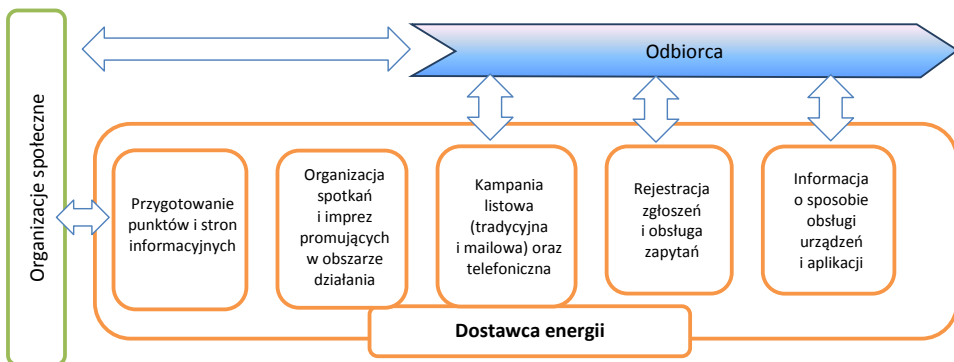 Organizacje społeczne
Odbiorca
Przygotowanie
punktów i stron
informacyjnych
Organizacja
spotkań
i imprez
promujących
w obszarze
działania
Kampania
listowa
(tradycyjna
i mailowa) oraz
telefoniczna
Rejestracja
zgłoszeń
i obsługa
zapytań
Informacja
o sposobie
obsługi
urządzeń
i aplikacji
Dostawca energii